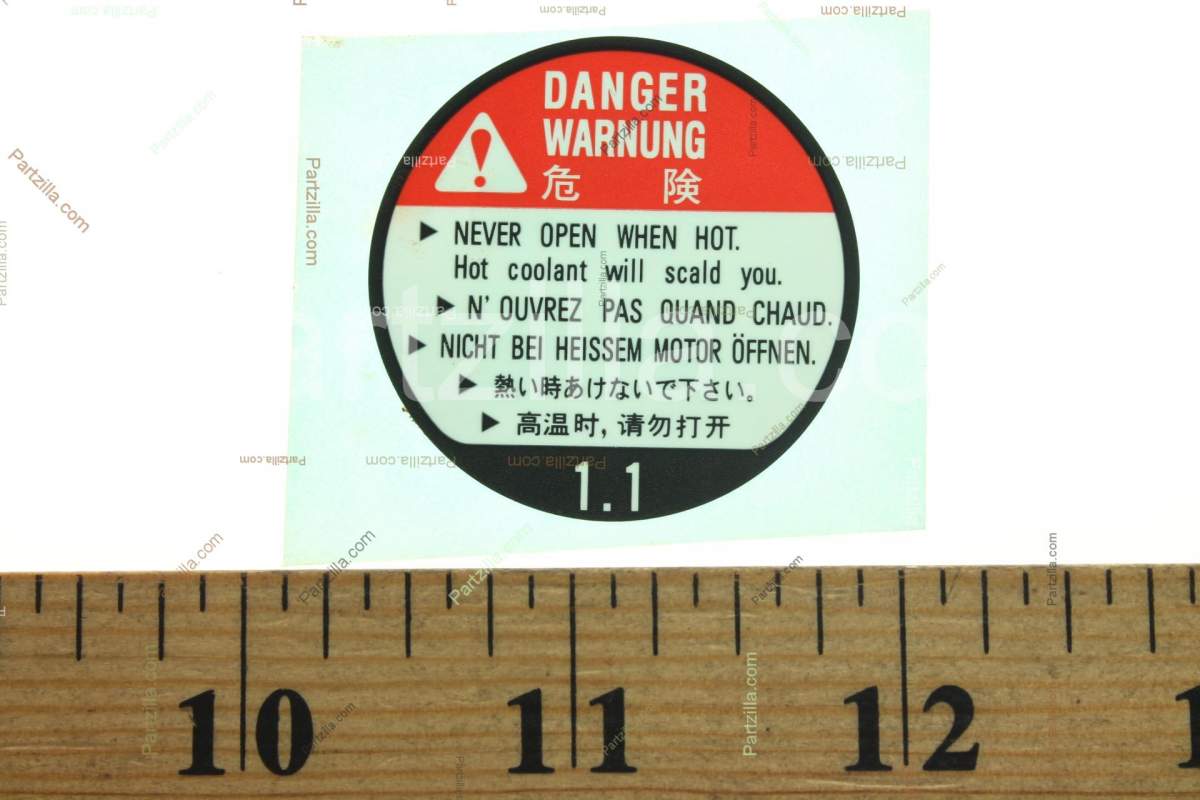 DANGER
WARNUNG
危 険
▶ NEVER OPEN WHEN HOT.
Hot coolant will scald you.
▶ N'OUVREZ PAS QUAND CHAUD.
▶ NICHT BEI HEISSEM MOTOR ÖFFNEN.
▶ 熱い時あけないで下さい。
▶ 高温时,请勿打开
1.1
10 11 12
Partzilla.com